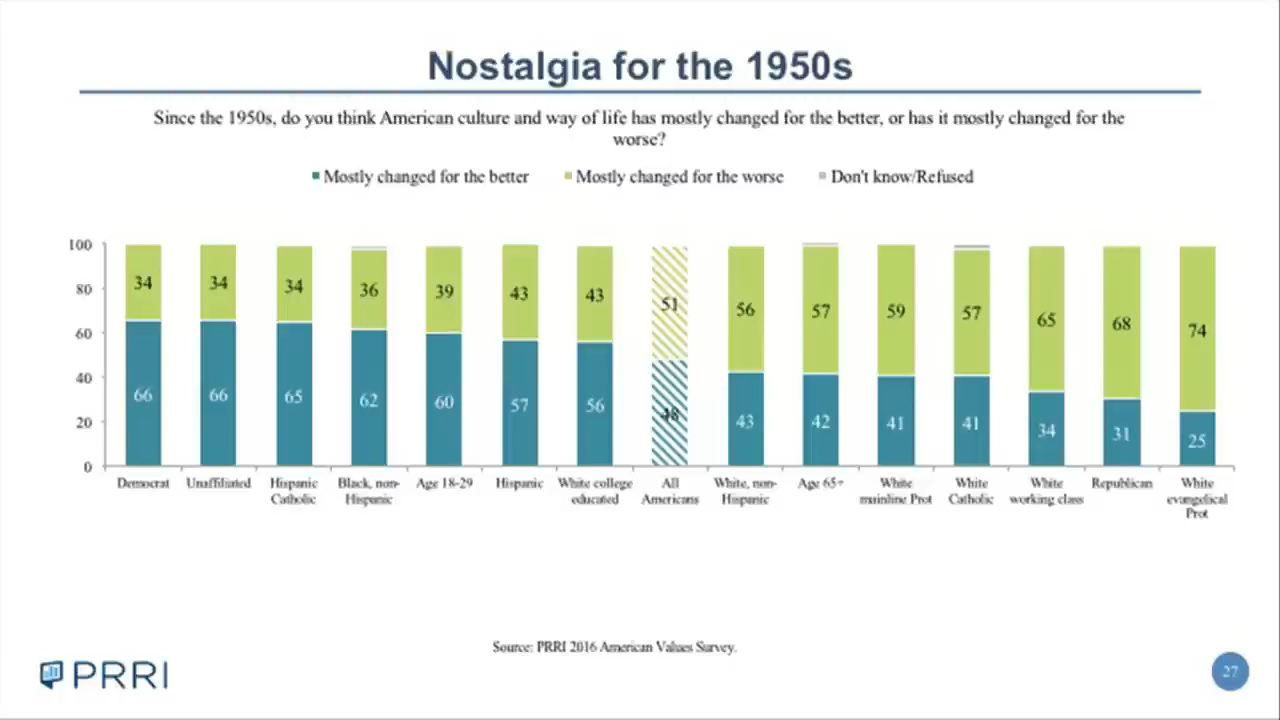 Nostalgia for the 1950s
Since the 1950s, do you think American culture and way of life has mostly changed for the better, or has it mostly changed for the
worse?
Mostly changed for the better Mostly changed for the worse Don't know/Refused
100
80
60
40
20
0
34 34 34 36 39 43 43 51 56 57 59 57 65 68 74
66 66 65 62 60 57 56 48 43 42 41 41 34 31 25
Democrat Unaffiliated Hispanic Black, non- Age 18-29 Hispanic White college All White, non- Age 65+ White White White Republican White
Catholic Hispanic educated Americans Hispanic mainline Prot Catholic working class evangelical
Prot
Source: PRRI 2016 American Values Survey.
PRRI
27